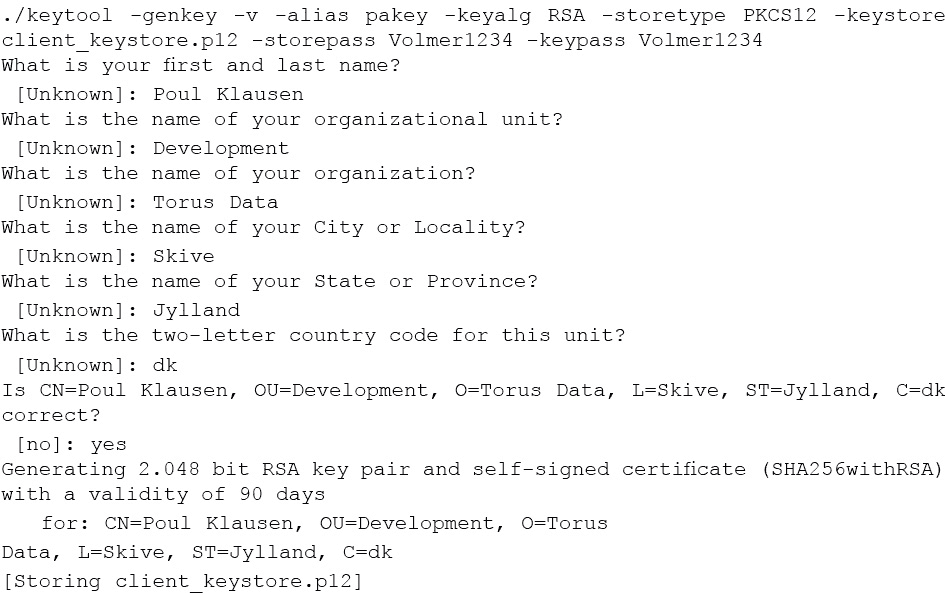 ./keytool -genkey -v -alias pakey -keyalg RSA -storetype PKCS12 -keystore
client_keystore.p12 -storepass Volmer1234 -keypass Volmer1234
What is your first and last name?
[Unknown]: Poul Klausen
What is the name of your organizational unit?
[Unknown]: Development
What is the name of your organization?
[Unknown]: Torus Data
What is the name of your City or Locality?
[Unknown]: Skive
What is the name of your State or Province?
[Unknown]: Jylland
What is the two-letter country code for this unit?
[Unknown]: dk
Is CN=Poul Klausen, OU=Development, O=Torus Data, L=Skive, ST=Jylland, C=dk
correct?
[no]: yes
Generating 2.048 bit RSA key pair and self-signed certificate (SHA256withRSA)
with a validity of 90 days
for: CN=Poul Klausen, OU=Development, O=Torus
Data, L=Skive, ST=Jylland, C=dk
[Storing client_keystore.p12]